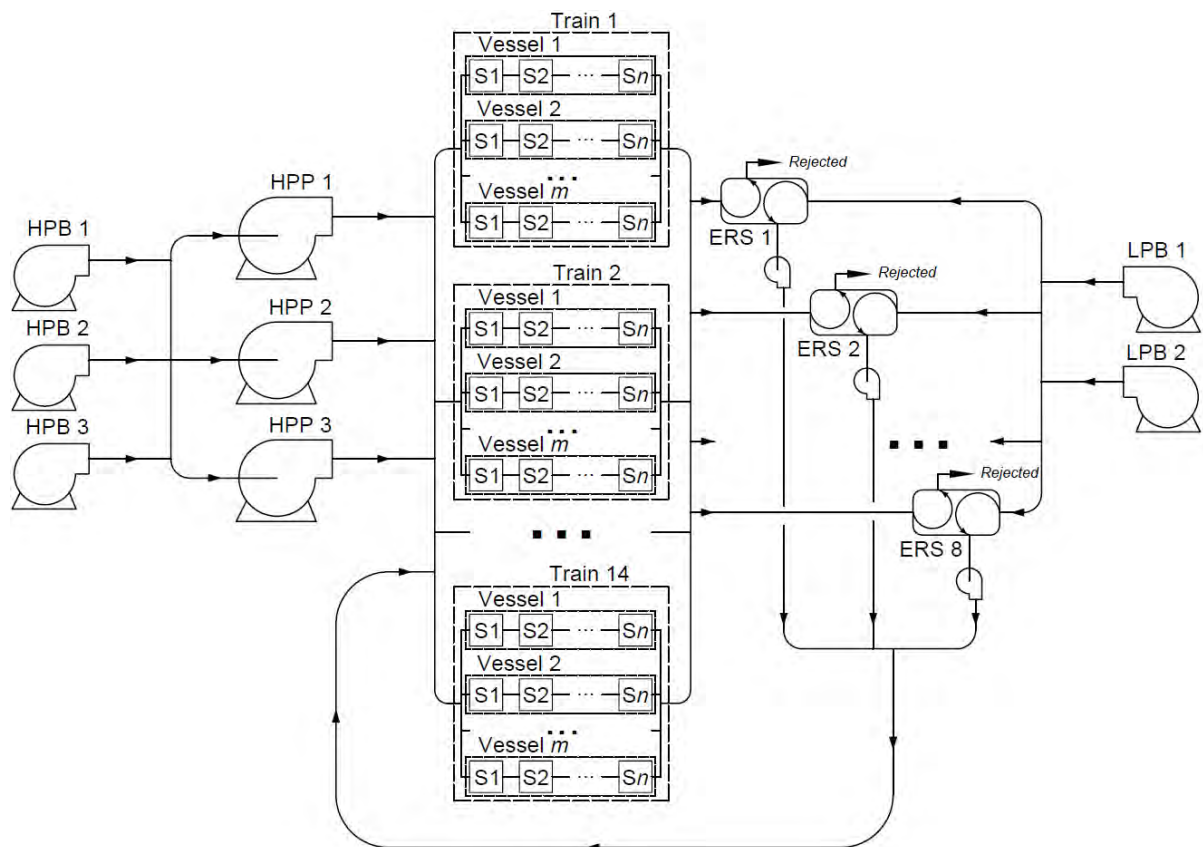 Train 1
Vessel 1
S1 S2 ... Sn
Vessel 2
S1 S2 ... Sn
...
Vessel m
S1 S2 ... Sn
HPB 1
HPB 2
HPB 3
HPP 1
HPP 2
HPP 3
Train 2
Vessel 1
S1 S2 ... Sn
Vessel 2
S1 S2 ... Sn
...
Vessel m
S1 S2 ... Sn
...
Train 14
Vessel 1
S1 S2 ... Sn
Vessel 2
S1 S2 ... Sn
...
Vessel m
S1 S2 ... Sn
Rejected
ERS 1
Rejected
ERS 2
...
Rejected
ERS 8
LPB 1
LPB 2